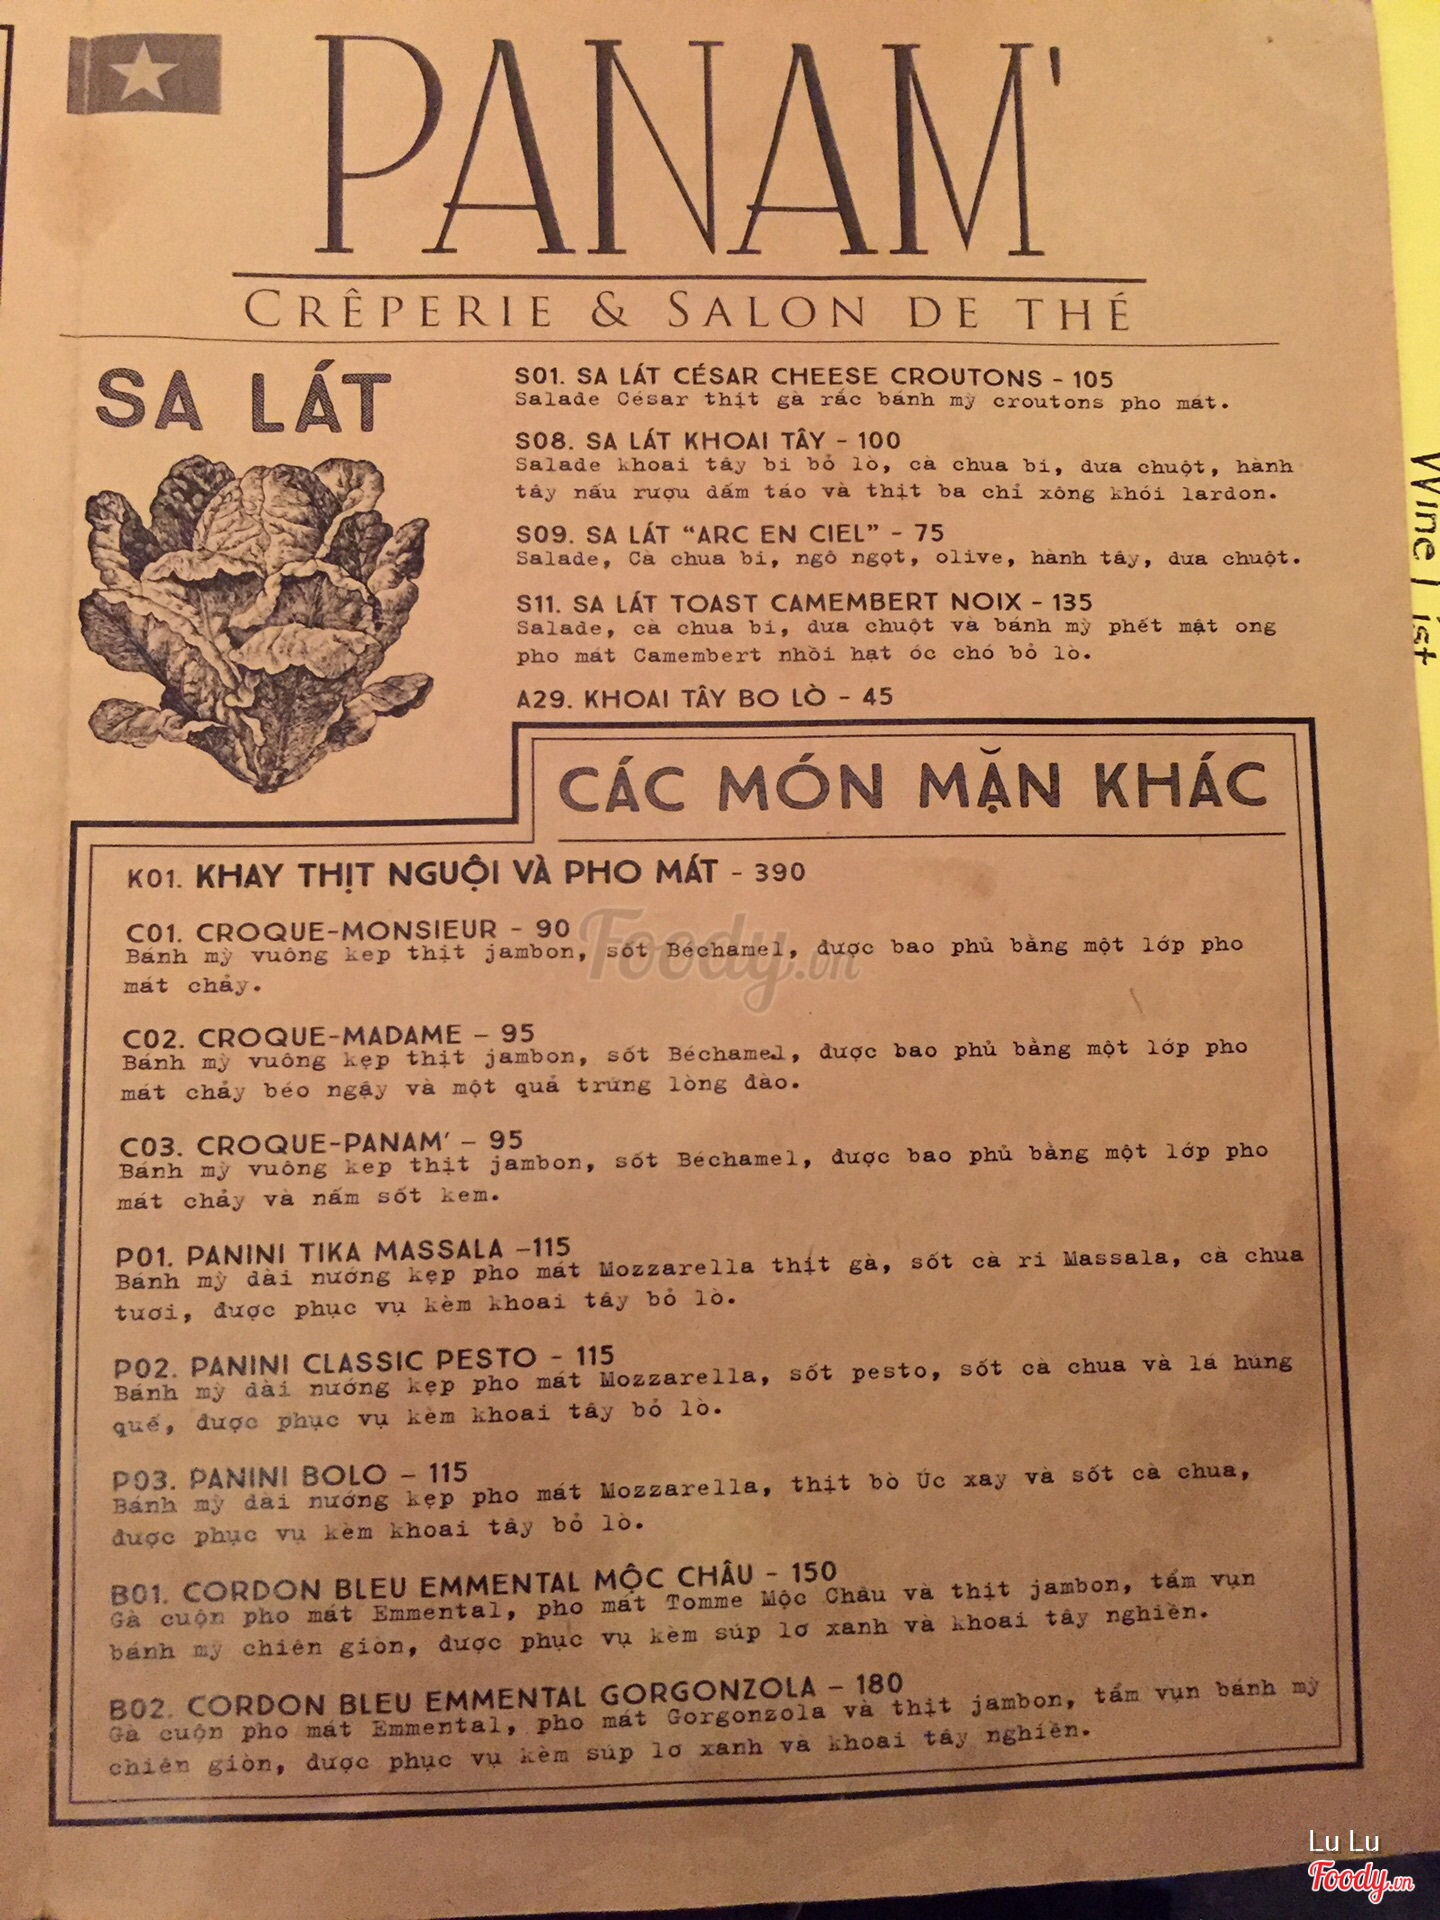 PANAM'
CRÊPERIE & SALON DE THÉ
SA LÁT
S01. SA LÁT CÉSAR CHEESE CROUTONS - 105
Salade César thịt gà rắc bánh mỳ croutons pho mát.
S08. SA LÁT KHOAI TÂY - 100
Salade khoai tây bi bỏ lò, cà chua bi, dưa chuột, hành
tây nấu rượu dấm táo và thịt ba chỉ xông khói lardon.
S09. SA LÁT "ARC EN CIEL" - 75
Salade, Cà chua bi, ngô ngọt, olive, hành tây, dưa chuột.
S11. SA LÁT TOAST CAMEMBERT NOIX - 135
Salade, cà chua bi, dưa chuột và bánh mỳ phết mật ong
pho mát Camembert nhồi hạt óc chó bỏ lò.
A29. KHOAI TÂY BO LÒ - 45
CÁC MÓN MẶN KHÁC
K01. KHAY THỊT NGUỘI VÀ PHO MÁT - 390
C01. CROQUE-MONSIEUR - 90
Bánh mỳ vuông kẹp thịt jambon, sốt Béchamel, được bao phủ bằng một lớp pho
mát chảy.
C02. CROQUE-MADAME - 95
Bánh mỳ vuông kẹp thịt jambon, sốt Béchamel, được bao phủ bằng một lớp pho
mát chảy béo ngậy và một quả trứng lòng đào.
C03. CROQUE-PANAM' - 95
Bánh mỳ vuông kẹp thịt jambon, sốt Béchamel, được bao phủ bằng một lớp pho
mát chảy và nấm sốt kem.
P01. PANINI TIKA MASSALA -115
Bánh mỳ dài nướng kẹp pho mát Mozzarella thịt gà, sốt cà ri Massala, cà chua
tươi, được phục vụ kèm khoai tây bỏ lò.
P02. PANINI CLASSIC PESTO - 115
Bánh mỳ dài nướng kẹp pho mát Mozzarella, sốt pesto, sốt cà chua và lá húng
quế, được phục vụ kèm khoai tây bỏ lò.
P03. PANINI BOLO - 115
Bánh mỳ dài nướng kẹp pho mát Mozzarella, thịt bò Úc xay và sốt cà chua,
được phục vụ kèm khoai tây bỏ lò.
B01. CORDON BLEU EMMENTAL MỘC CHÂU - 150
Gà cuộn pho mát Emmental, pho mát Tomme Mộc Châu và thịt jambon, tẩm vụn
bánh mỳ chiên giòn, được phục vụ kèm súp lơ xanh và khoai tây nghiền.
B02. CORDON BLEU EMMENTAL GORGONZOLA - 180
Gà cuộn pho mát Emmental, pho mát Gorgonzola và thịt jambon, tẩm vụn bánh mỳ
chiên giòn, được phục vụ kèm súp lơ xanh và khoai tây nghiền.
Wine List
Foody.vn
Lu Lu
Foody.vn